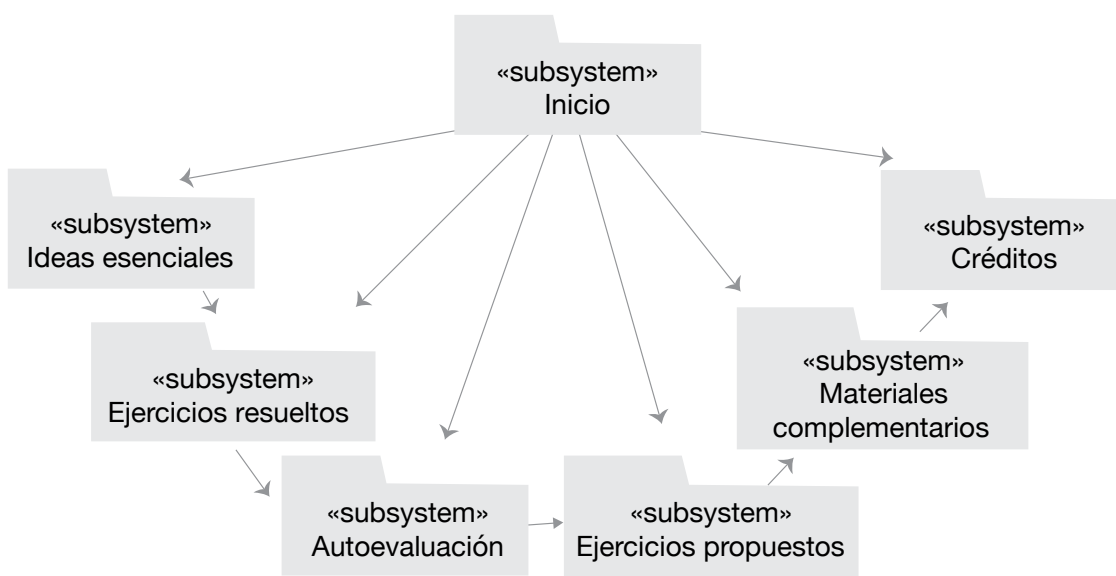 «subsystem»
Inicio
«subsystem»
Ideas esenciales
«subsystem»
Créditos
«subsystem»
Ejercicios resueltos
«subsystem»
Materiales
complementarios
«subsystem»
Autoevaluación
«subsystem»
Ejercicios propuestos